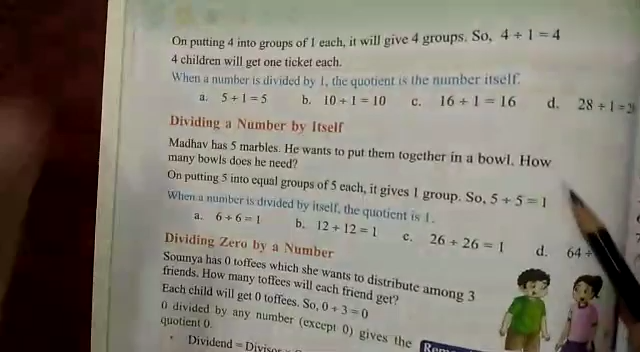 On putting 4 into groups of 1 each, it will give 4 groups. So, 4 ÷ 1 = 4
4 children will get one ticket each.
When a number is divided by 1, the quotient is the number itself.
a. 5 ÷ 1 = 5 b. 10 ÷ 1 = 10 c. 16 ÷ 1 = 16 d. 28 ÷ 1 =
Dividing a Number by Itself
Madhav has 5 marbles. He wants to put them together in a bowl. How
many bowls does he need?
On putting 5 into equal groups of 5 each, it gives 1 group. So, 5 ÷ 5 = 1
When a number is divided by itself, the quotient is 1.
a. 6 ÷ 6 = 1 b. 12 ÷ 12 = 1 c. 26 ÷ 26 = 1 d. 64 ÷
Dividing Zero by a Number
Soumya has 0 toffees which she wants to distribute among 3
friends. How many toffees will each friend get?
Each child will get 0 toffees. So, 0 ÷ 3 = 0
0 divided by any number (except 0) gives the
quotient 0.
• Dividend = Divisor